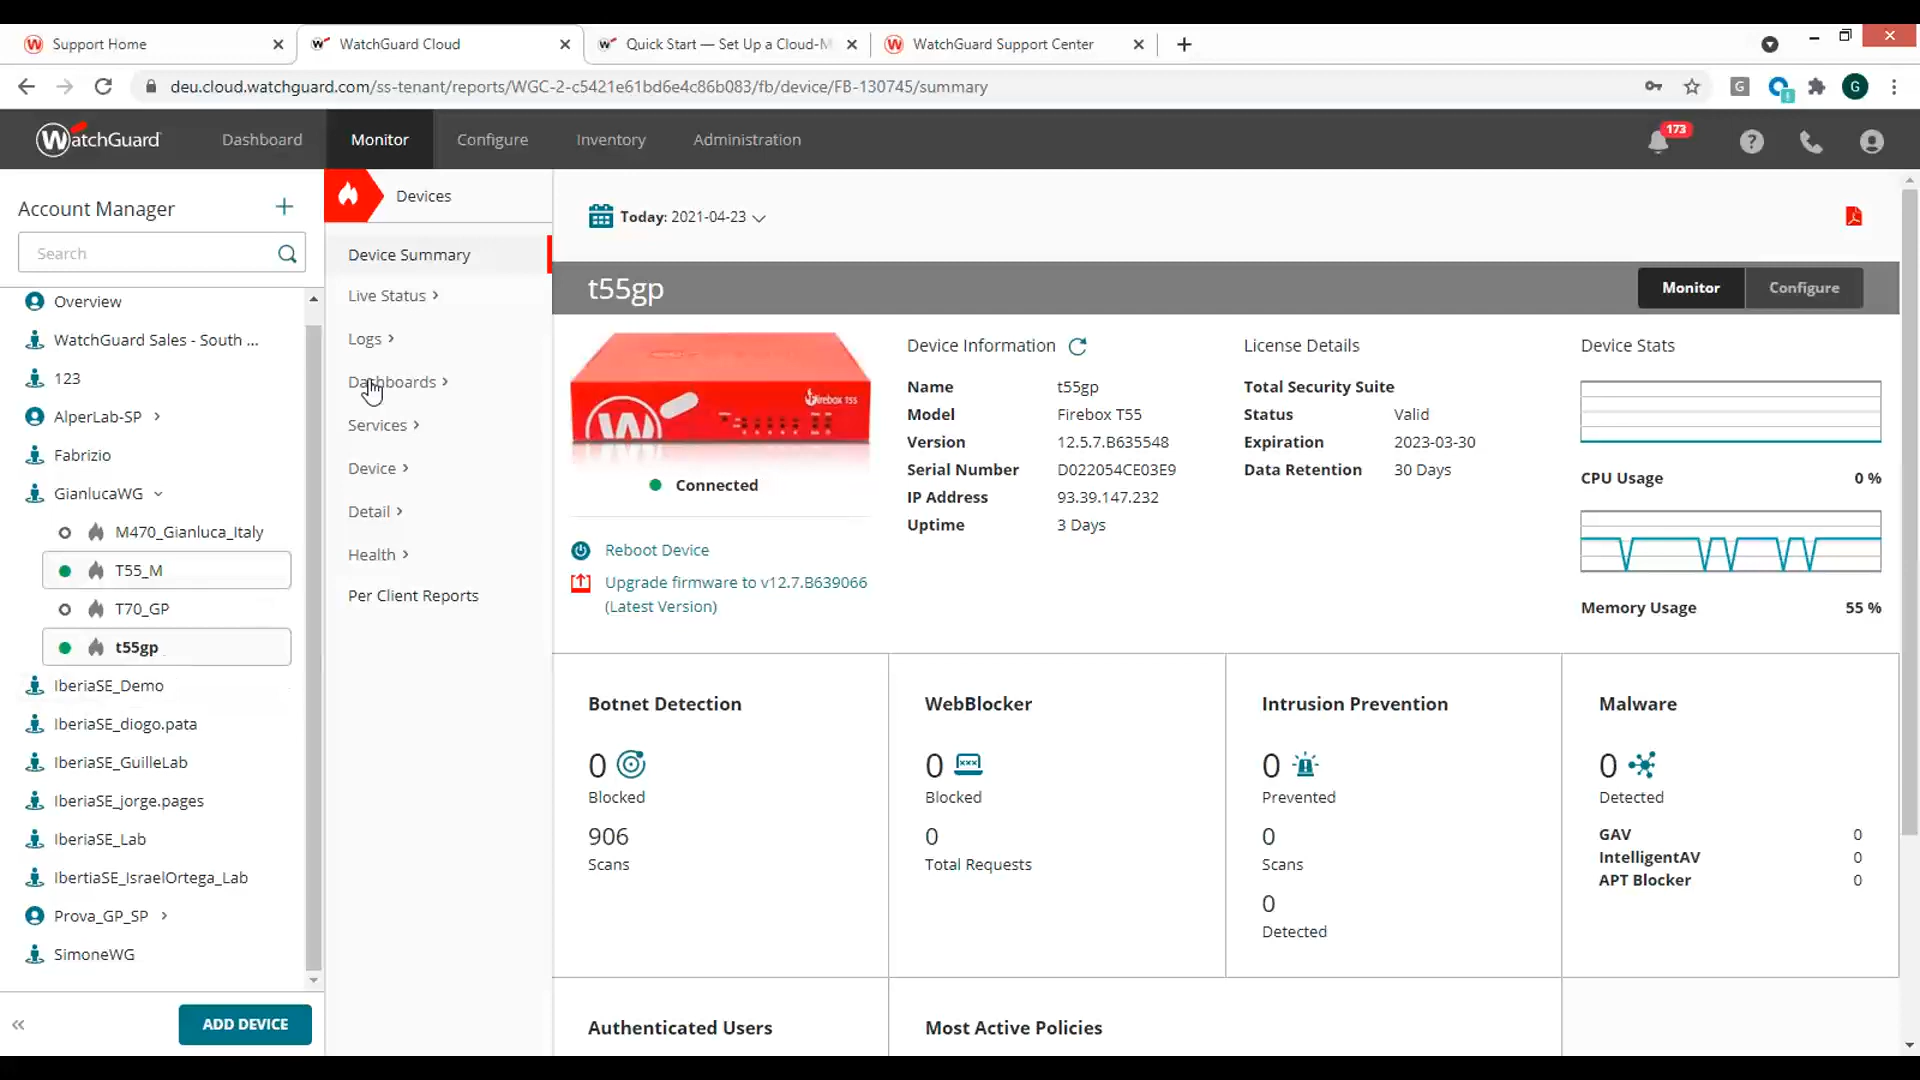 Support Home
WatchGuard Cloud
Quick Start — Set Up a Cloud-M
WatchGuard Support Center
deu.cloud.watchguard.com/ss-tenant/reports/WGC-2-c5421e61bd6e4c86b083/fb/device/FB-130745/summary
G
G
WatchGuard
Dashboard
Monitor
Configure
Inventory
Administration
173
Account Manager
Search
Overview
WatchGuard Sales - South ...
123
AlperLab-SP
Fabrizio
GianlucaWG
M470_Gianluca_Italy
T55_M
T70_GP
t55gp
IberiaSE_Demo
IberiaSE_diogo.pata
IberiaSE_GuilleLab
IberiaSE_jorge.pages
IberiaSE_Lab
IbertiaSE_IsraelOrtega_Lab
Prova_GP_SP
SimoneWG
ADD DEVICE
Devices
Device Summary
Live Status
Logs
Dashboards
Services
Device
Detail
Health
Per Client Reports
Today: 2021-04-23
t55gp
Monitor
Configure
Firebox T55
Connected
Reboot Device
Upgrade firmware to v12.7.B639066
(Latest Version)
Device Information
Name t55gp
Model Firebox T55
Version 12.5.7.B635548
Serial Number D022054CE03E9
IP Address 93.39.147.232
Uptime 3 Days
License Details
Total Security Suite
Status Valid
Expiration 2023-03-30
Data Retention 30 Days
Device Stats
CPU Usage 0 %
Memory Usage 55 %
Botnet Detection
0
Blocked
906
Scans
WebBlocker
0
Blocked
0
Total Requests
Intrusion Prevention
0
Prevented
0
Scans
0
Detected
Malware
0
Detected
GAV 0
IntelligentAV 0
APT Blocker 0
Authenticated Users
Most Active Policies